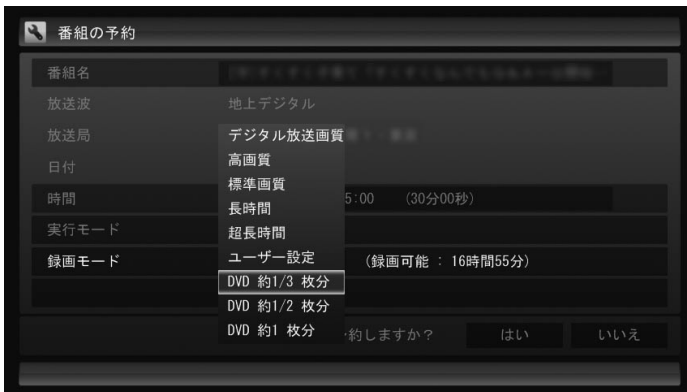 番組の予約
番組名
放送波 地上デジタル
放送局
日付
時間 5:00 (30分00秒)
実行モード
録画モード (録画可能 : 16時間55分)
デジタル放送画質
高画質
標準画質
長時間
超長時間
ユーザー設定
DVD 約1/3 枚分
DVD 約1/2 枚分
DVD 約1 枚分
約しますか? はい いいえ